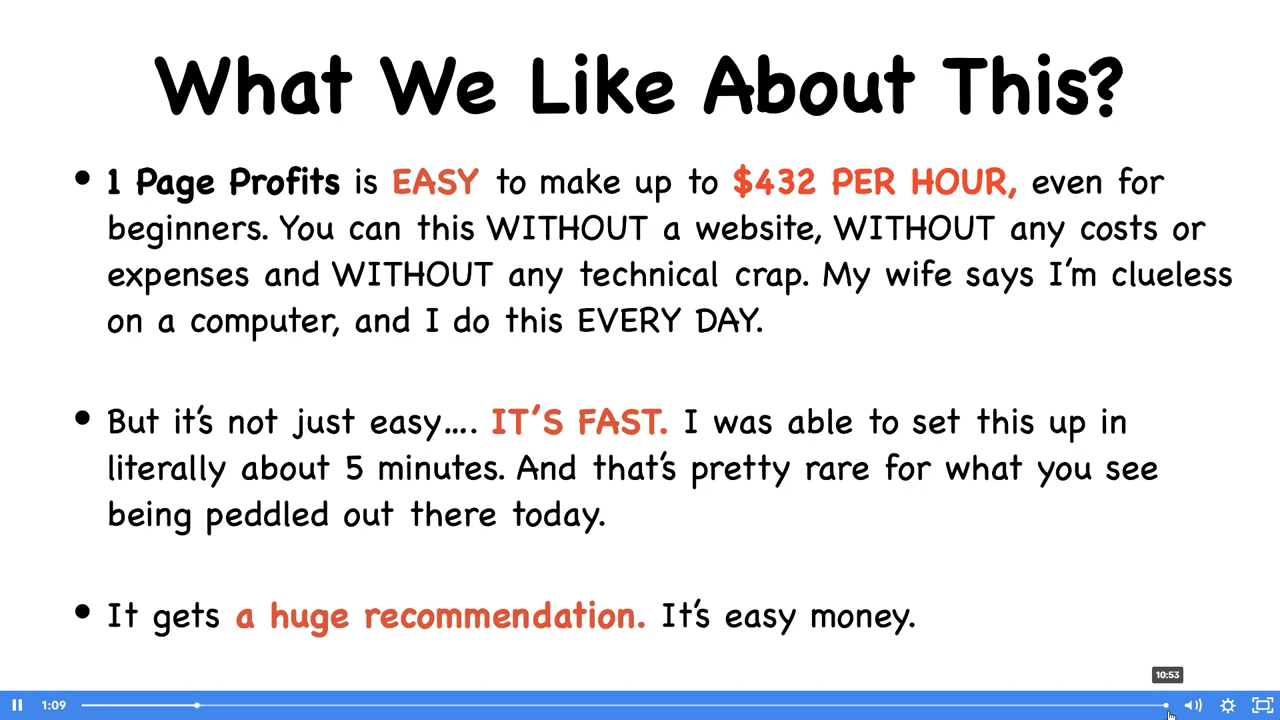 What We Like About This?
• 1 Page Profits is EASY to make up to $432 PER HOUR, even for
beginners. You can this WITHOUT a website, WITHOUT any costs or
expenses and WITHOUT any technical crap. My wife says I'm clueless
on a computer, and I do this EVERY DAY.
• But it's not just easy.... IT'S FAST. I was able to set this up in
literally about 5 minutes. And that's pretty rare for what you see
being peddled out there today.
• It gets a huge recommendation. It's easy money.
10:53
1:09